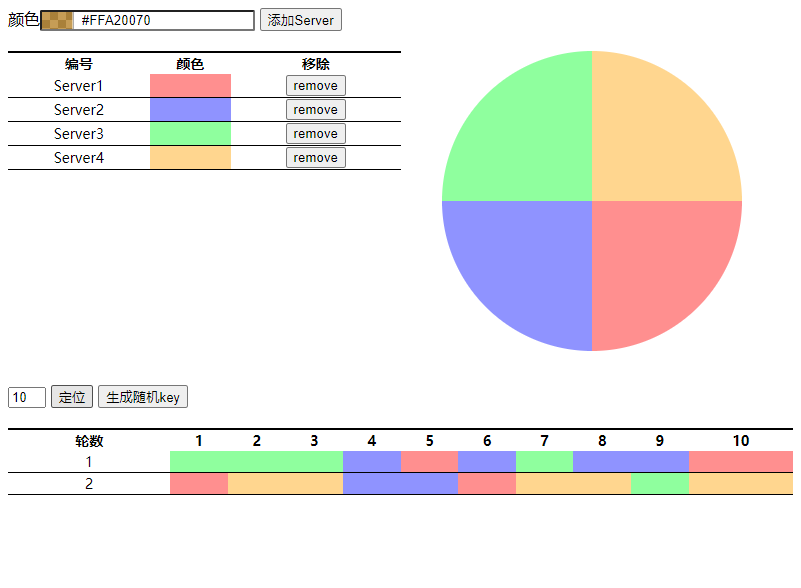 颜色 #FFA20070 添加Server
编号 颜色 移除
Server1 remove
Server2 remove
Server3 remove
Server4 remove
10 定位 生成随机key
轮数 1 2 3 4 5 6 7 8 9 10
1
2